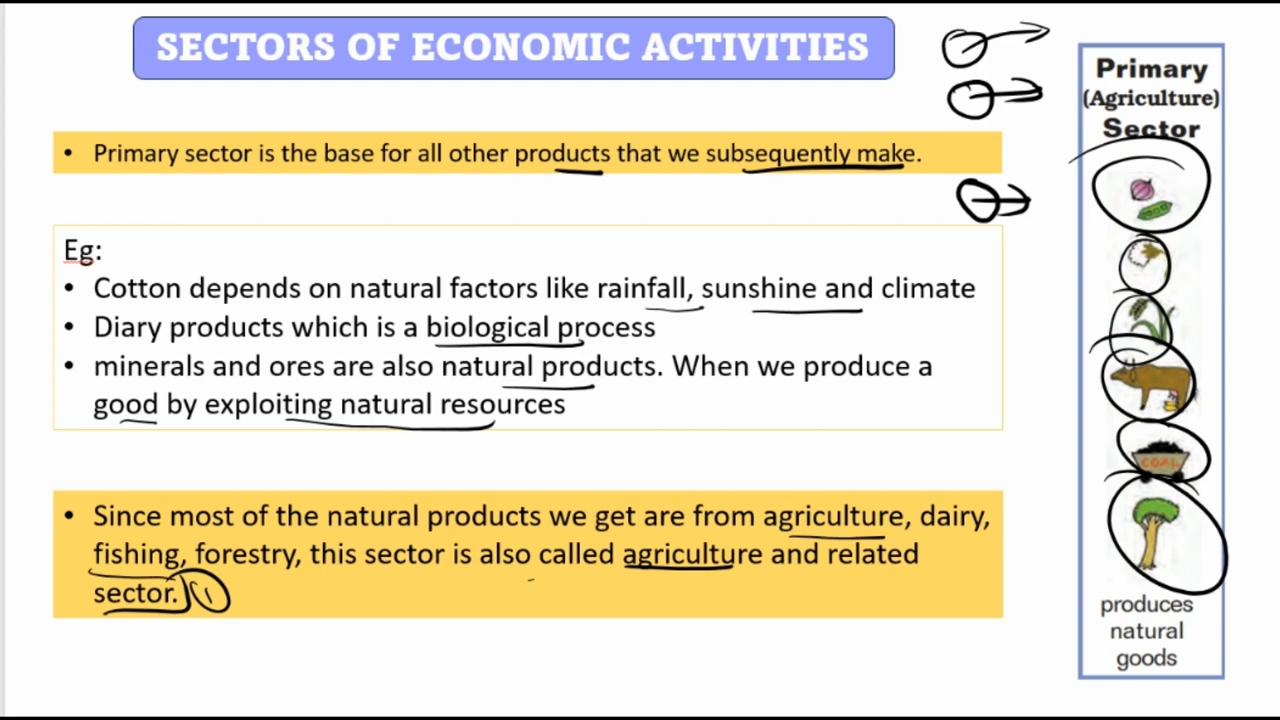 SECTORS OF ECONOMIC ACTIVITIES
• Primary sector is the base for all other products that we subsequently make.
Eg:
• Cotton depends on natural factors like rainfall, sunshine and climate
• Diary products which is a biological process
• minerals and ores are also natural products. When we produce a
good by exploiting natural resources
• Since most of the natural products we get are from agriculture, dairy,
fishing, forestry, this sector is also called agriculture and related
sector.
Primary
(Agriculture)
Sector
COAL
produces
natural
goods